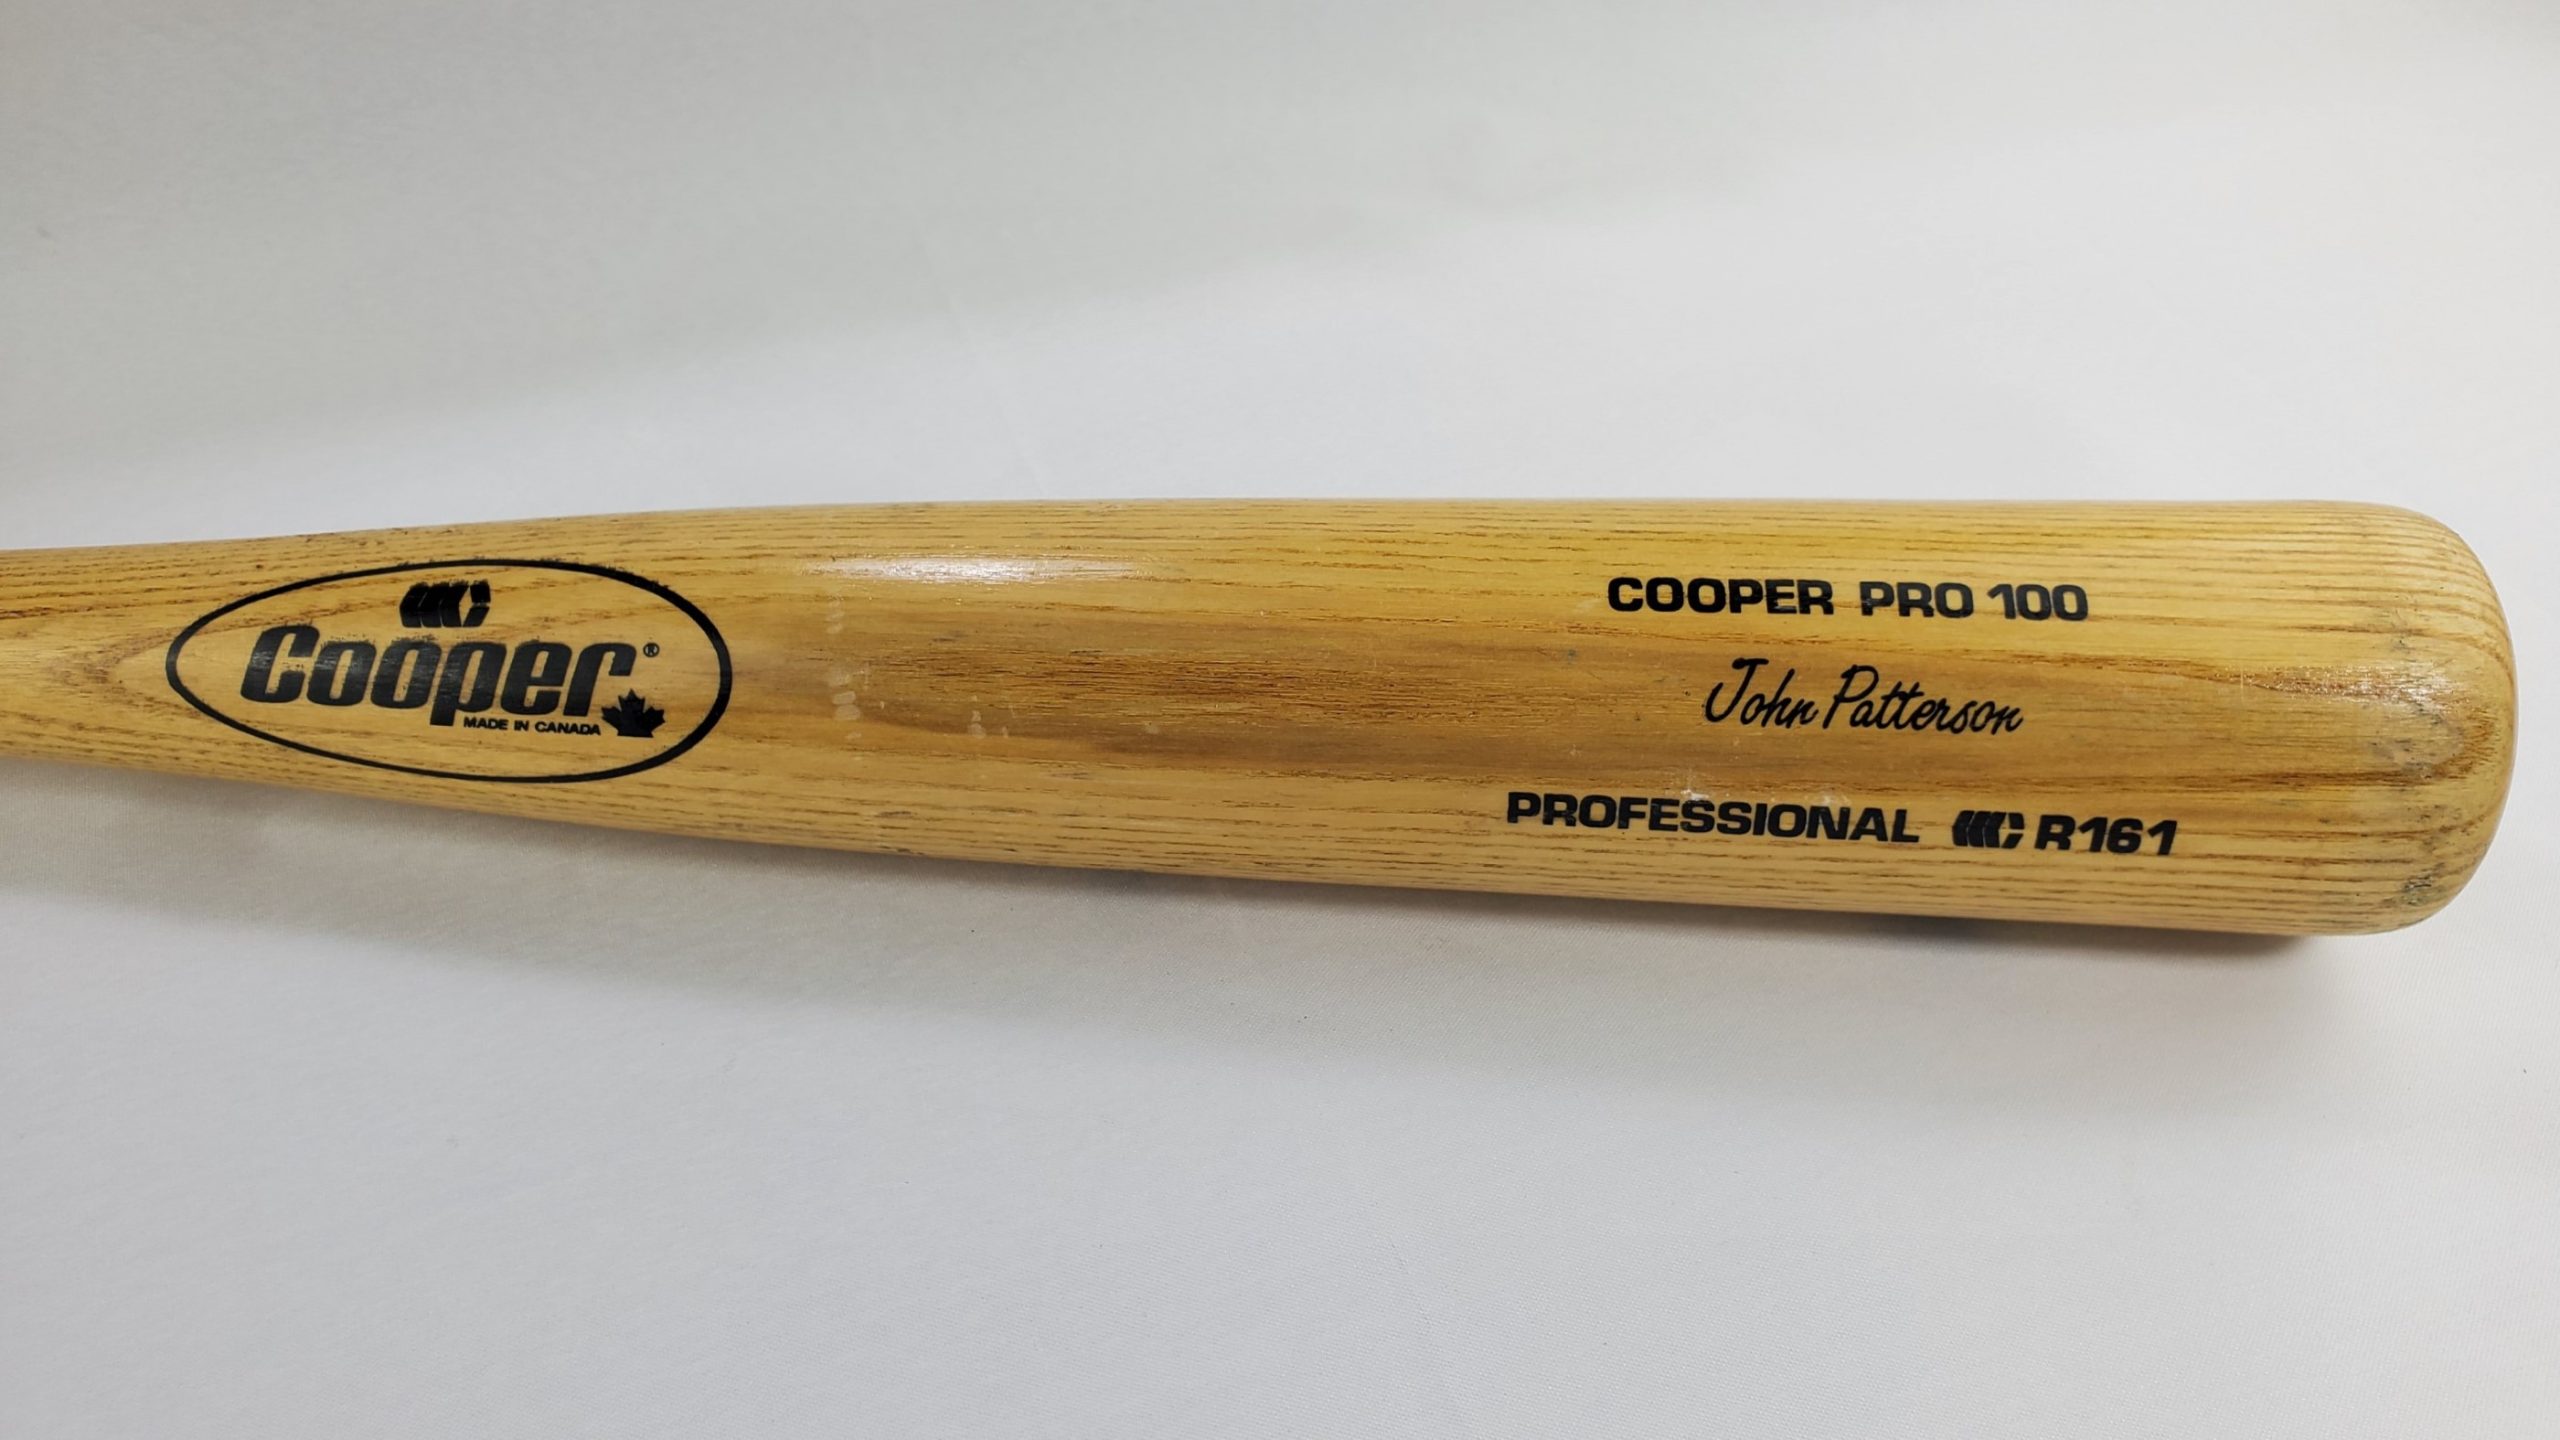 Cooper®
MADE IN CANADA
COOPER PRO 100
John Patterson
PROFESSIONAL R161